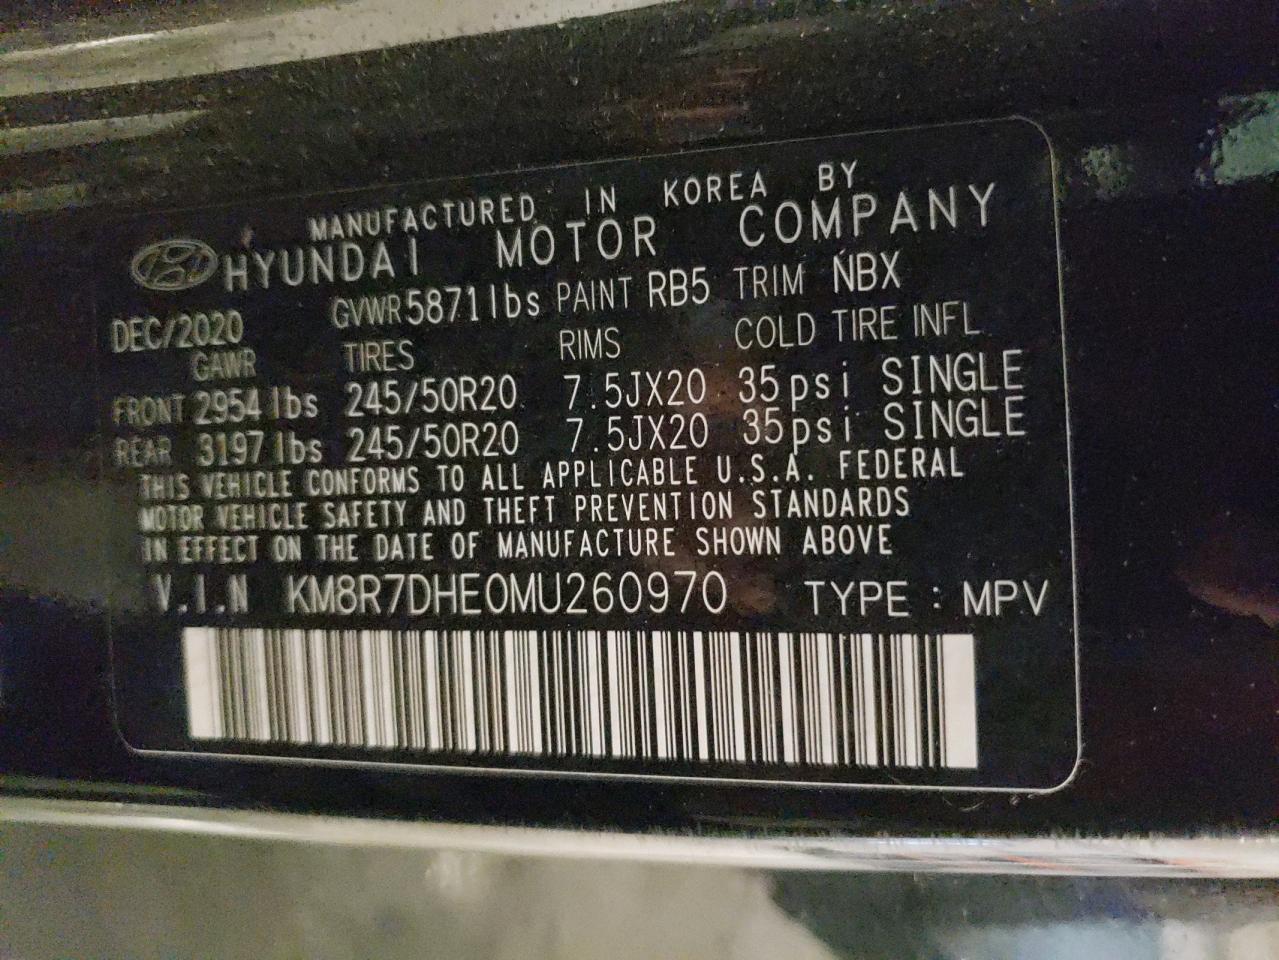 MANUFACTURED IN KOREA BY
HYUNDAI MOTOR COMPANY
DEC/2020 GVWR 5871lbs PAINT RB5 TRIM NBX
GAWR TIRES RIMS COLD TIRE INFL
FRONT 2954 lbs 245/50R20 7.5JX20 35psi SINGLE
REAR 3197 lbs 245/50R20 7.5JX20 35psi SINGLE
THIS VEHICLE CONFORMS TO ALL APPLICABLE U.S.A. FEDERAL
MOTOR VEHICLE SAFETY AND THEFT PREVENTION STANDARDS
IN EFFECT ON THE DATE OF MANUFACTURE SHOWN ABOVE
V.I.N KM8R7DHE0MU260970 TYPE : MPV